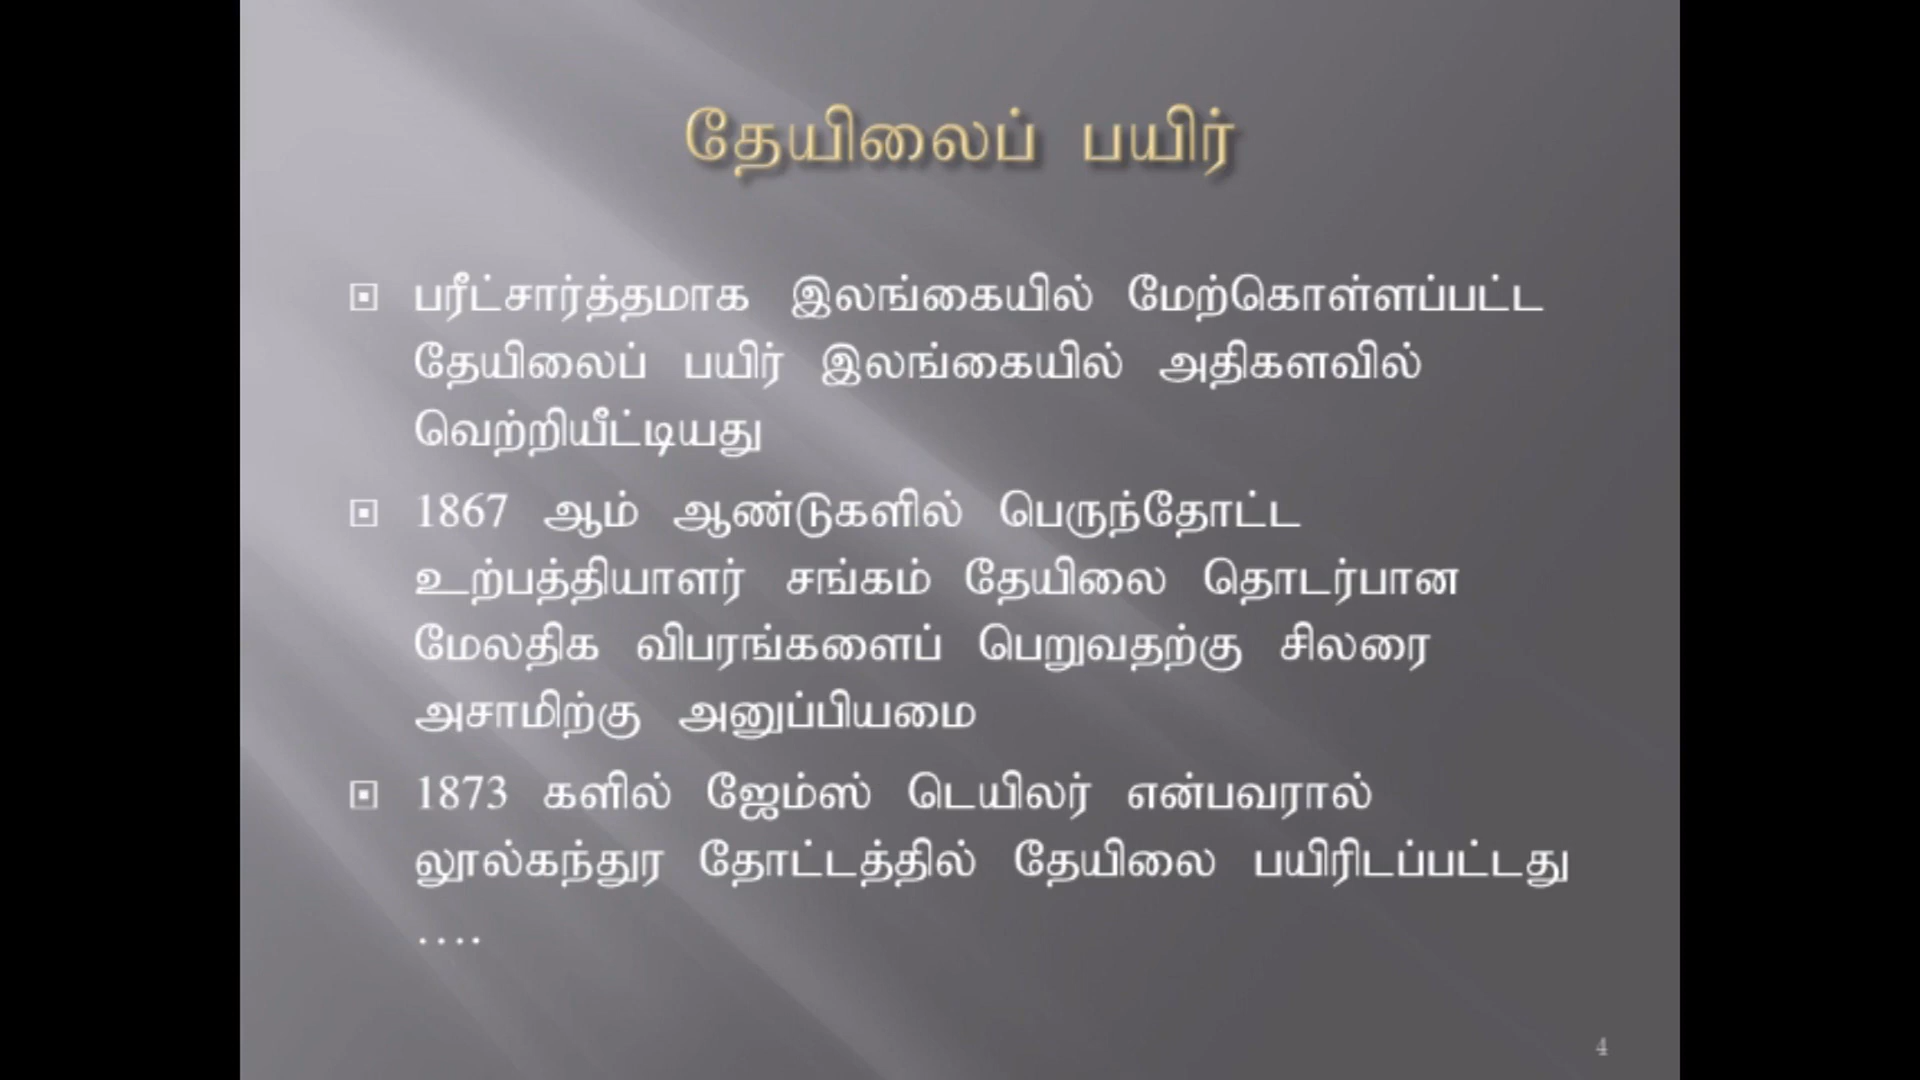 தேயிலைப் பயிர்
பரீட்சார்த்தமாக இலங்கையில் மேற்கொள்ளப்பட்ட
தேயிலைப் பயிர் இலங்கையில் அதிகளவில்
வெற்றியீட்டியது
1867 ஆம் ஆண்டுகளில் பெருந்தோட்ட
உற்பத்தியாளர் சங்கம் தேயிலை தொடர்பான
மேலதிக விபரங்களைப் பெறுவதற்கு சிலரை
அசாமிற்கு அனுப்பியமை
1873 களில் ஜேம்ஸ் டெயிலர் என்பவரால்
லூல்கந்துர தோட்டத்தில் தேயிலை பயிரிடப்பட்டது
....
4